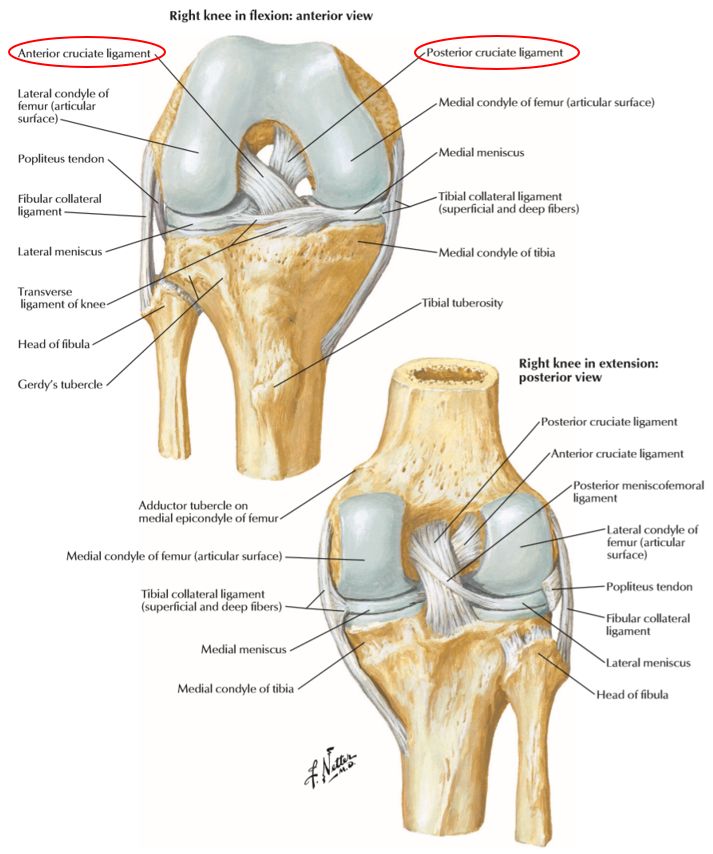 Right knee in flexion: anterior view
Anterior cruciate ligament
Posterior cruciate ligament
Lateral condyle of
femur (articular
surface)
Popliteus tendon
Fibular collateral
ligament
Lateral meniscus
Transverse
ligament of knee
Head of fibula
Gerdy's tubercle
Medial condyle of femur (articular surface)
Medial meniscus
Tibial collateral ligament
(superficial and deep fibers)
Medial condyle of tibia
Tibial tuberosity
Right knee in extension:
posterior view
Posterior cruciate ligament
Anterior cruciate ligament
Posterior meniscofemoral
ligament
Lateral condyle of
femur (articular
surface)
Popliteus tendon
Fibular collateral
ligament
Lateral meniscus
Head of fibula
Adductor tubercle on
medial epicondyle of femur
Medial condyle of femur (articular surface)
Tibial collateral ligament
(superficial and deep fibers)
Medial meniscus
Medial condyle of tibia
F. Netter
M.D.